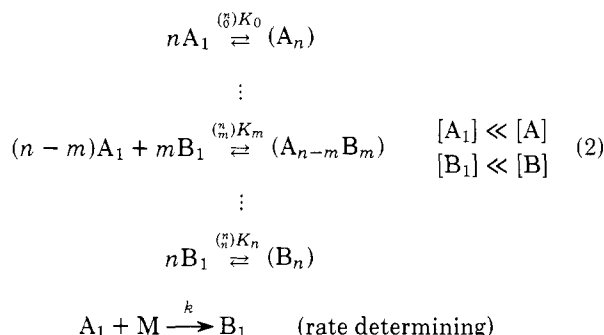 nA₁ ⇄ (Aₙ) (ⁿ₀)K₀
⋮
(n − m)A₁ + mB₁ ⇄ (Aₙ₋ₘBₘ) (ⁿₘ)Kₘ [A₁] ≪ [A] [B₁] ≪ [B] (2)
⋮
nB₁ ⇄ (Bₙ) (ⁿₙ)Kₙ
A₁ + M —k→ B₁ (rate determining)